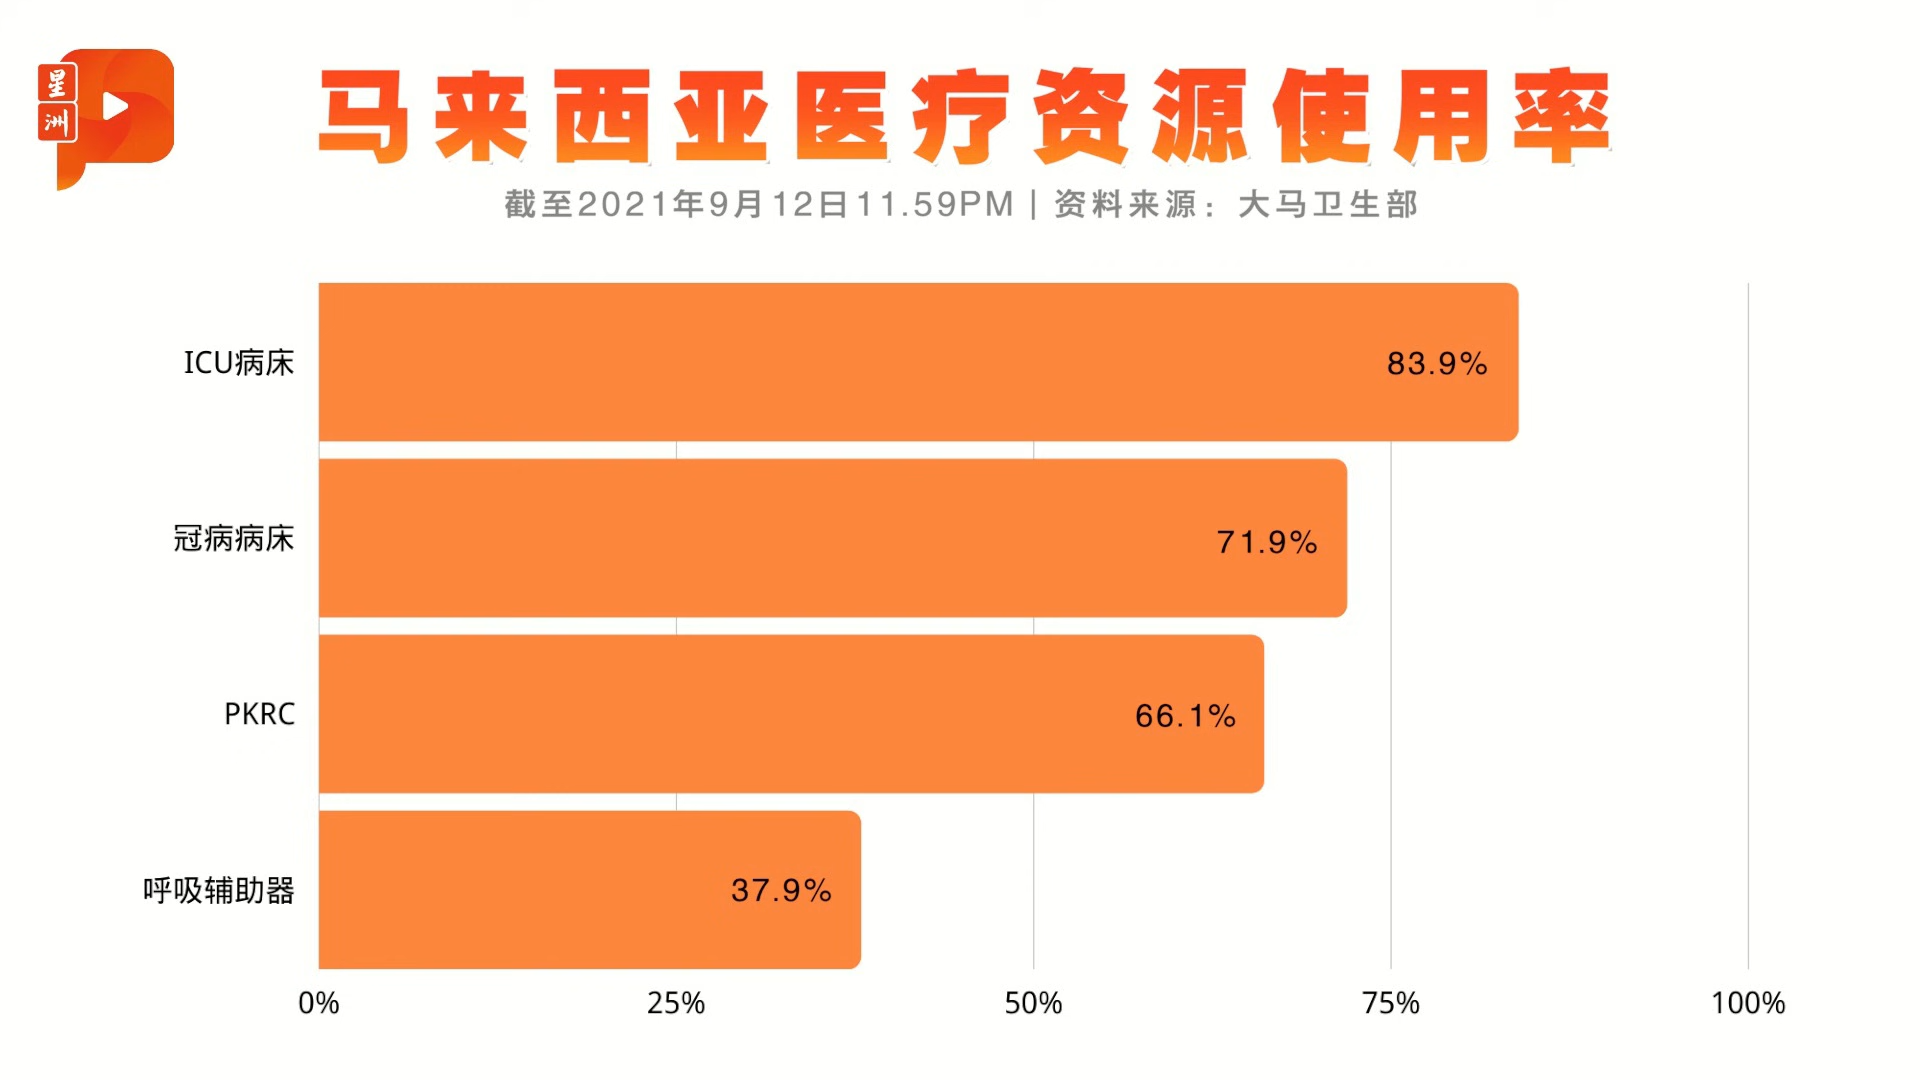 星洲
马来西亚医疗资源使用率
截至2021年9月12日11.59PM | 资料来源：大马卫生部
ICU病床 83.9%
冠病病床 71.9%
PKRC 66.1%
呼吸辅助器 37.9%
0% 25% 50% 75% 100%